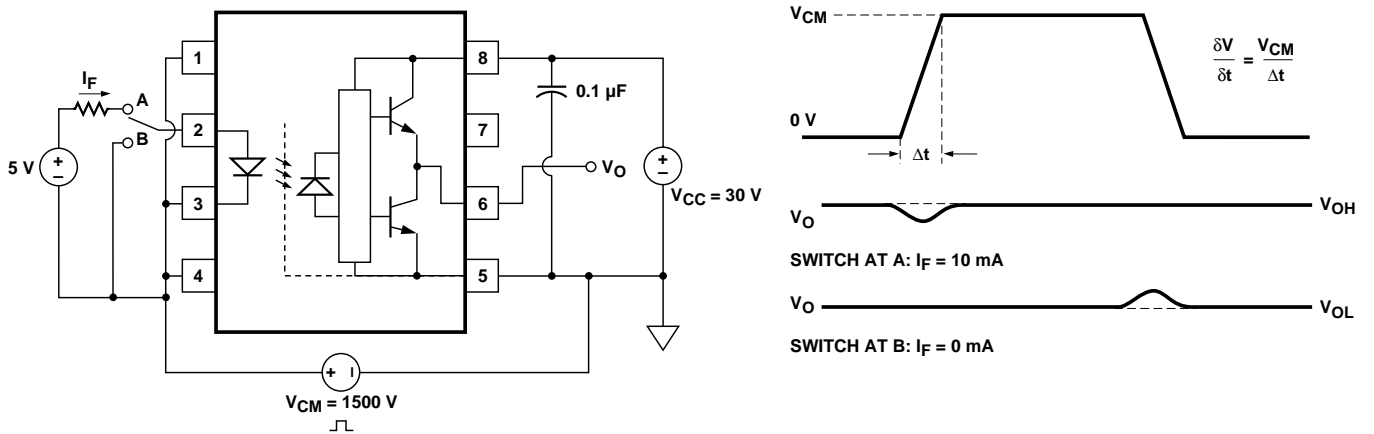 I_F
A
B
5 V
+
–
1
2
3
4
8
7
6
5
0.1 µF
V_O
+
–
V_CC = 30 V
+ –
V_CM = 1500 V
V_CM
0 V
Δt
δV/δt = V_CM/Δt
V_O
V_OH
SWITCH AT A: I_F = 10 mA
V_O
V_OL
SWITCH AT B: I_F = 0 mA